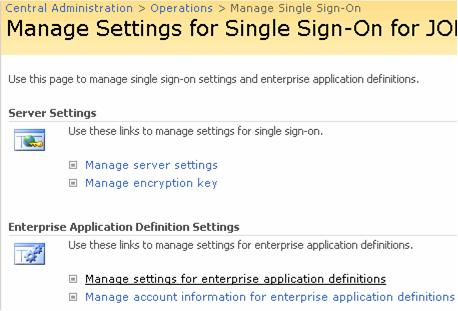 Central Administration > Operations > Manage Single Sign-On
Manage Settings for Single Sign-On for
Use this page to manage single sign-on settings and enterprise application definitions.
Server Settings
Use these links to manage settings for single sign-on.
Manage server settings
Manage encryption key
Enterprise Application Definition Settings
Use these links to manage settings for enterprise application definitions.
Manage settings for enterprise application definitions
Manage account information for enterprise application definitions